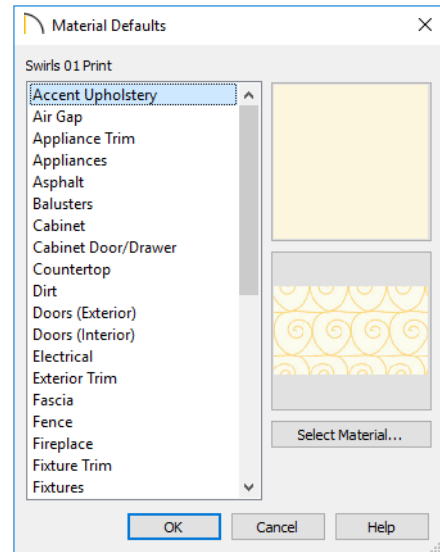 Material Defaults
Swirls 01 Print
Accent Upholstery
Air Gap
Appliance Trim
Appliances
Asphalt
Balusters
Cabinet
Cabinet Door/Drawer
Countertop
Dirt
Doors (Exterior)
Doors (Interior)
Electrical
Exterior Trim
Fascia
Fence
Fireplace
Fixture Trim
Fixtures
Select Material...
OK
Cancel
Help